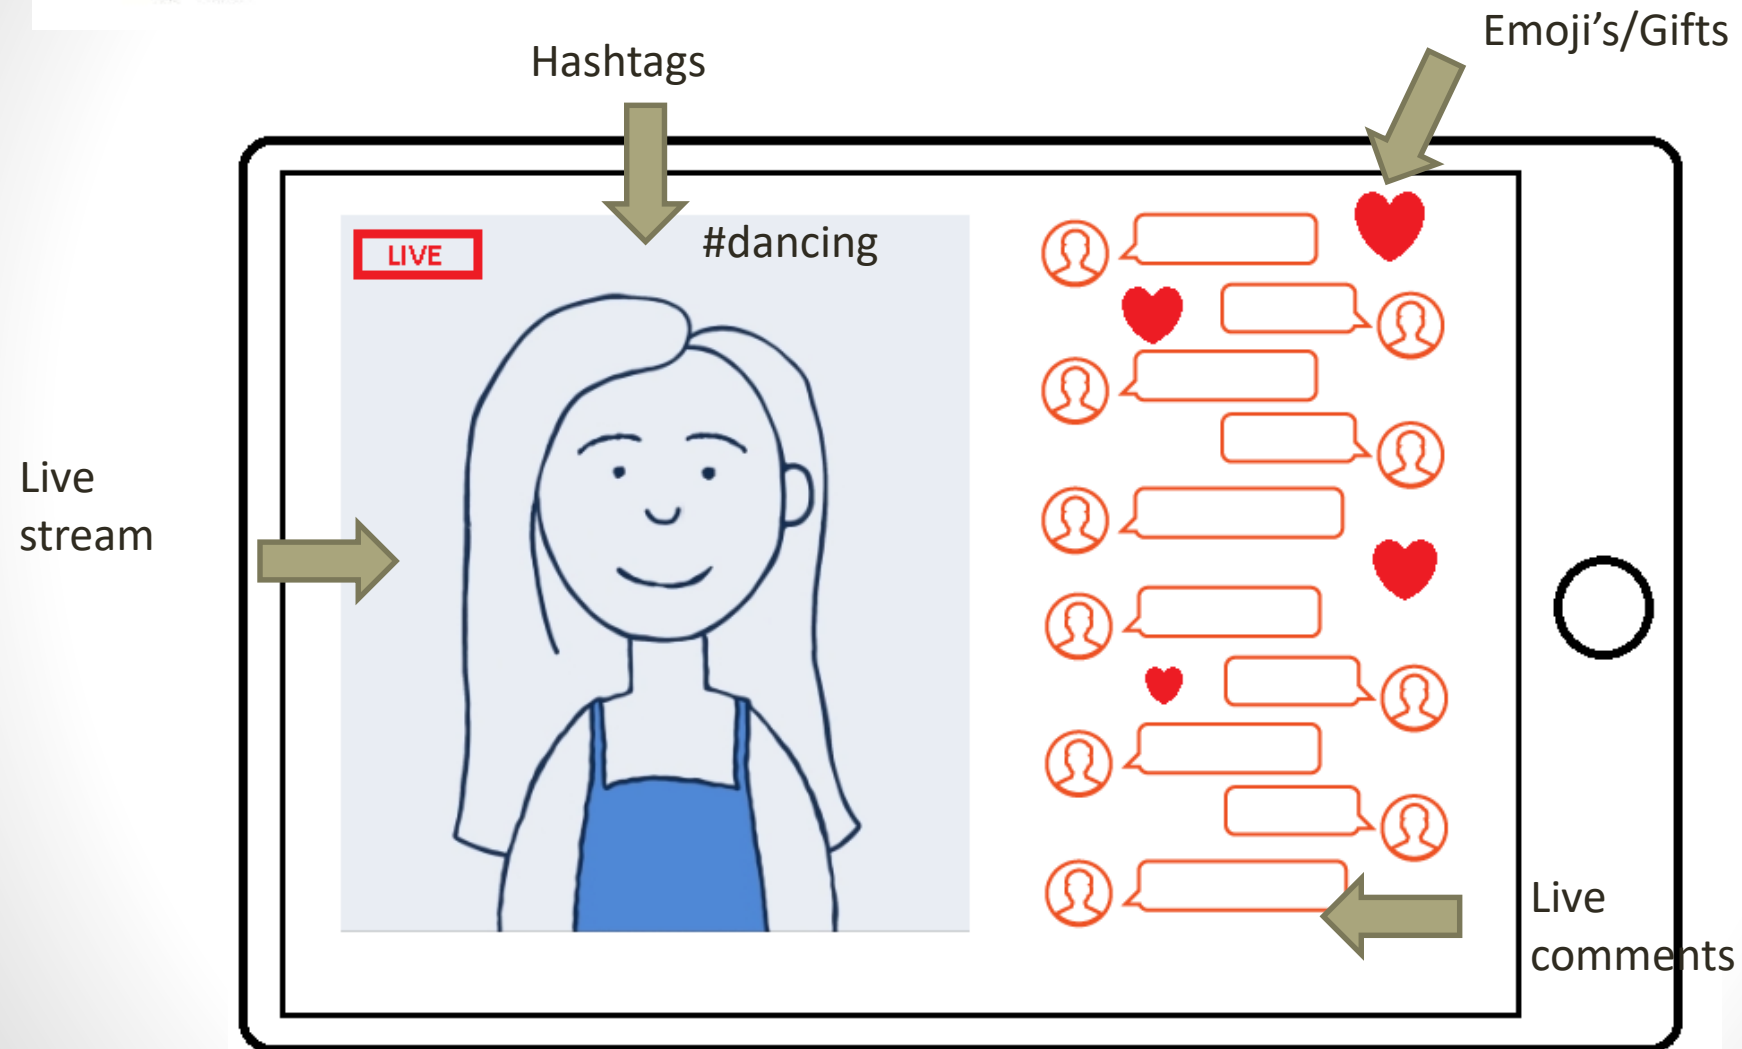 Emoji’s/Gifts
Hashtags
#dancing
LIVE
Live
stream
Live
comments